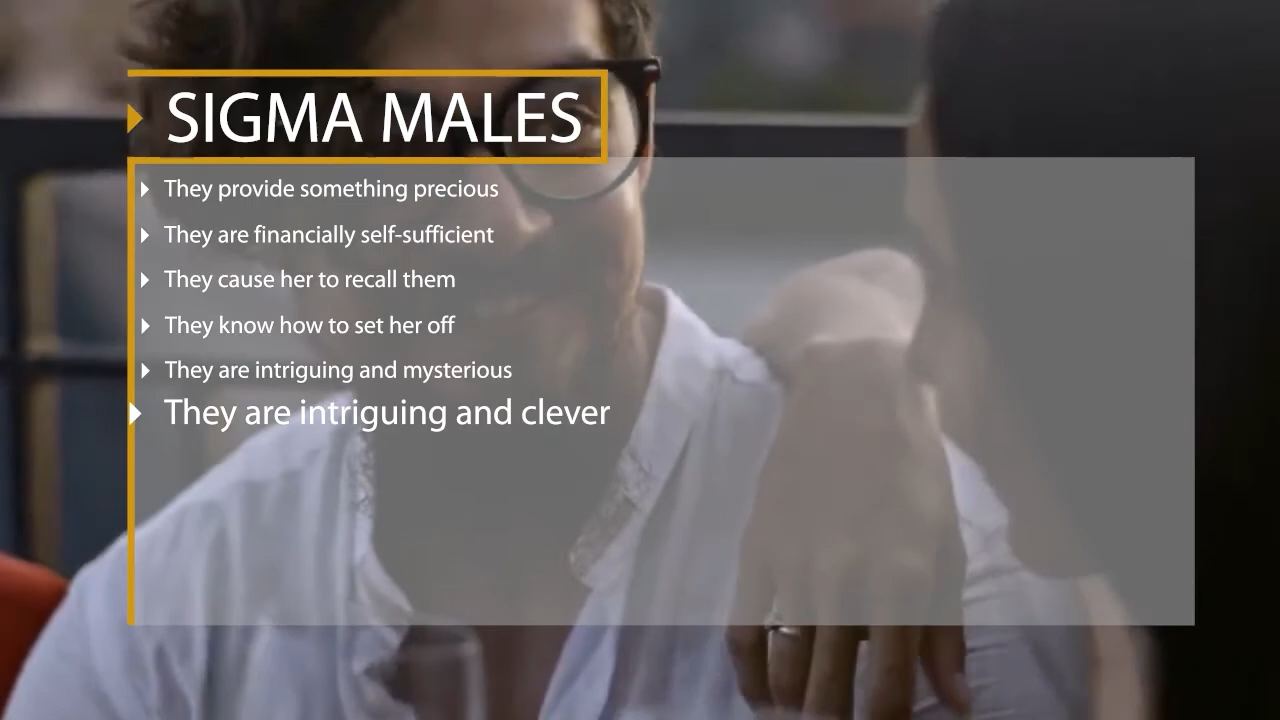 SIGMA MALES
They provide something precious
They are financially self-sufficient
They cause her to recall them
They know how to set her off
They are intriguing and mysterious
They are intriguing and clever